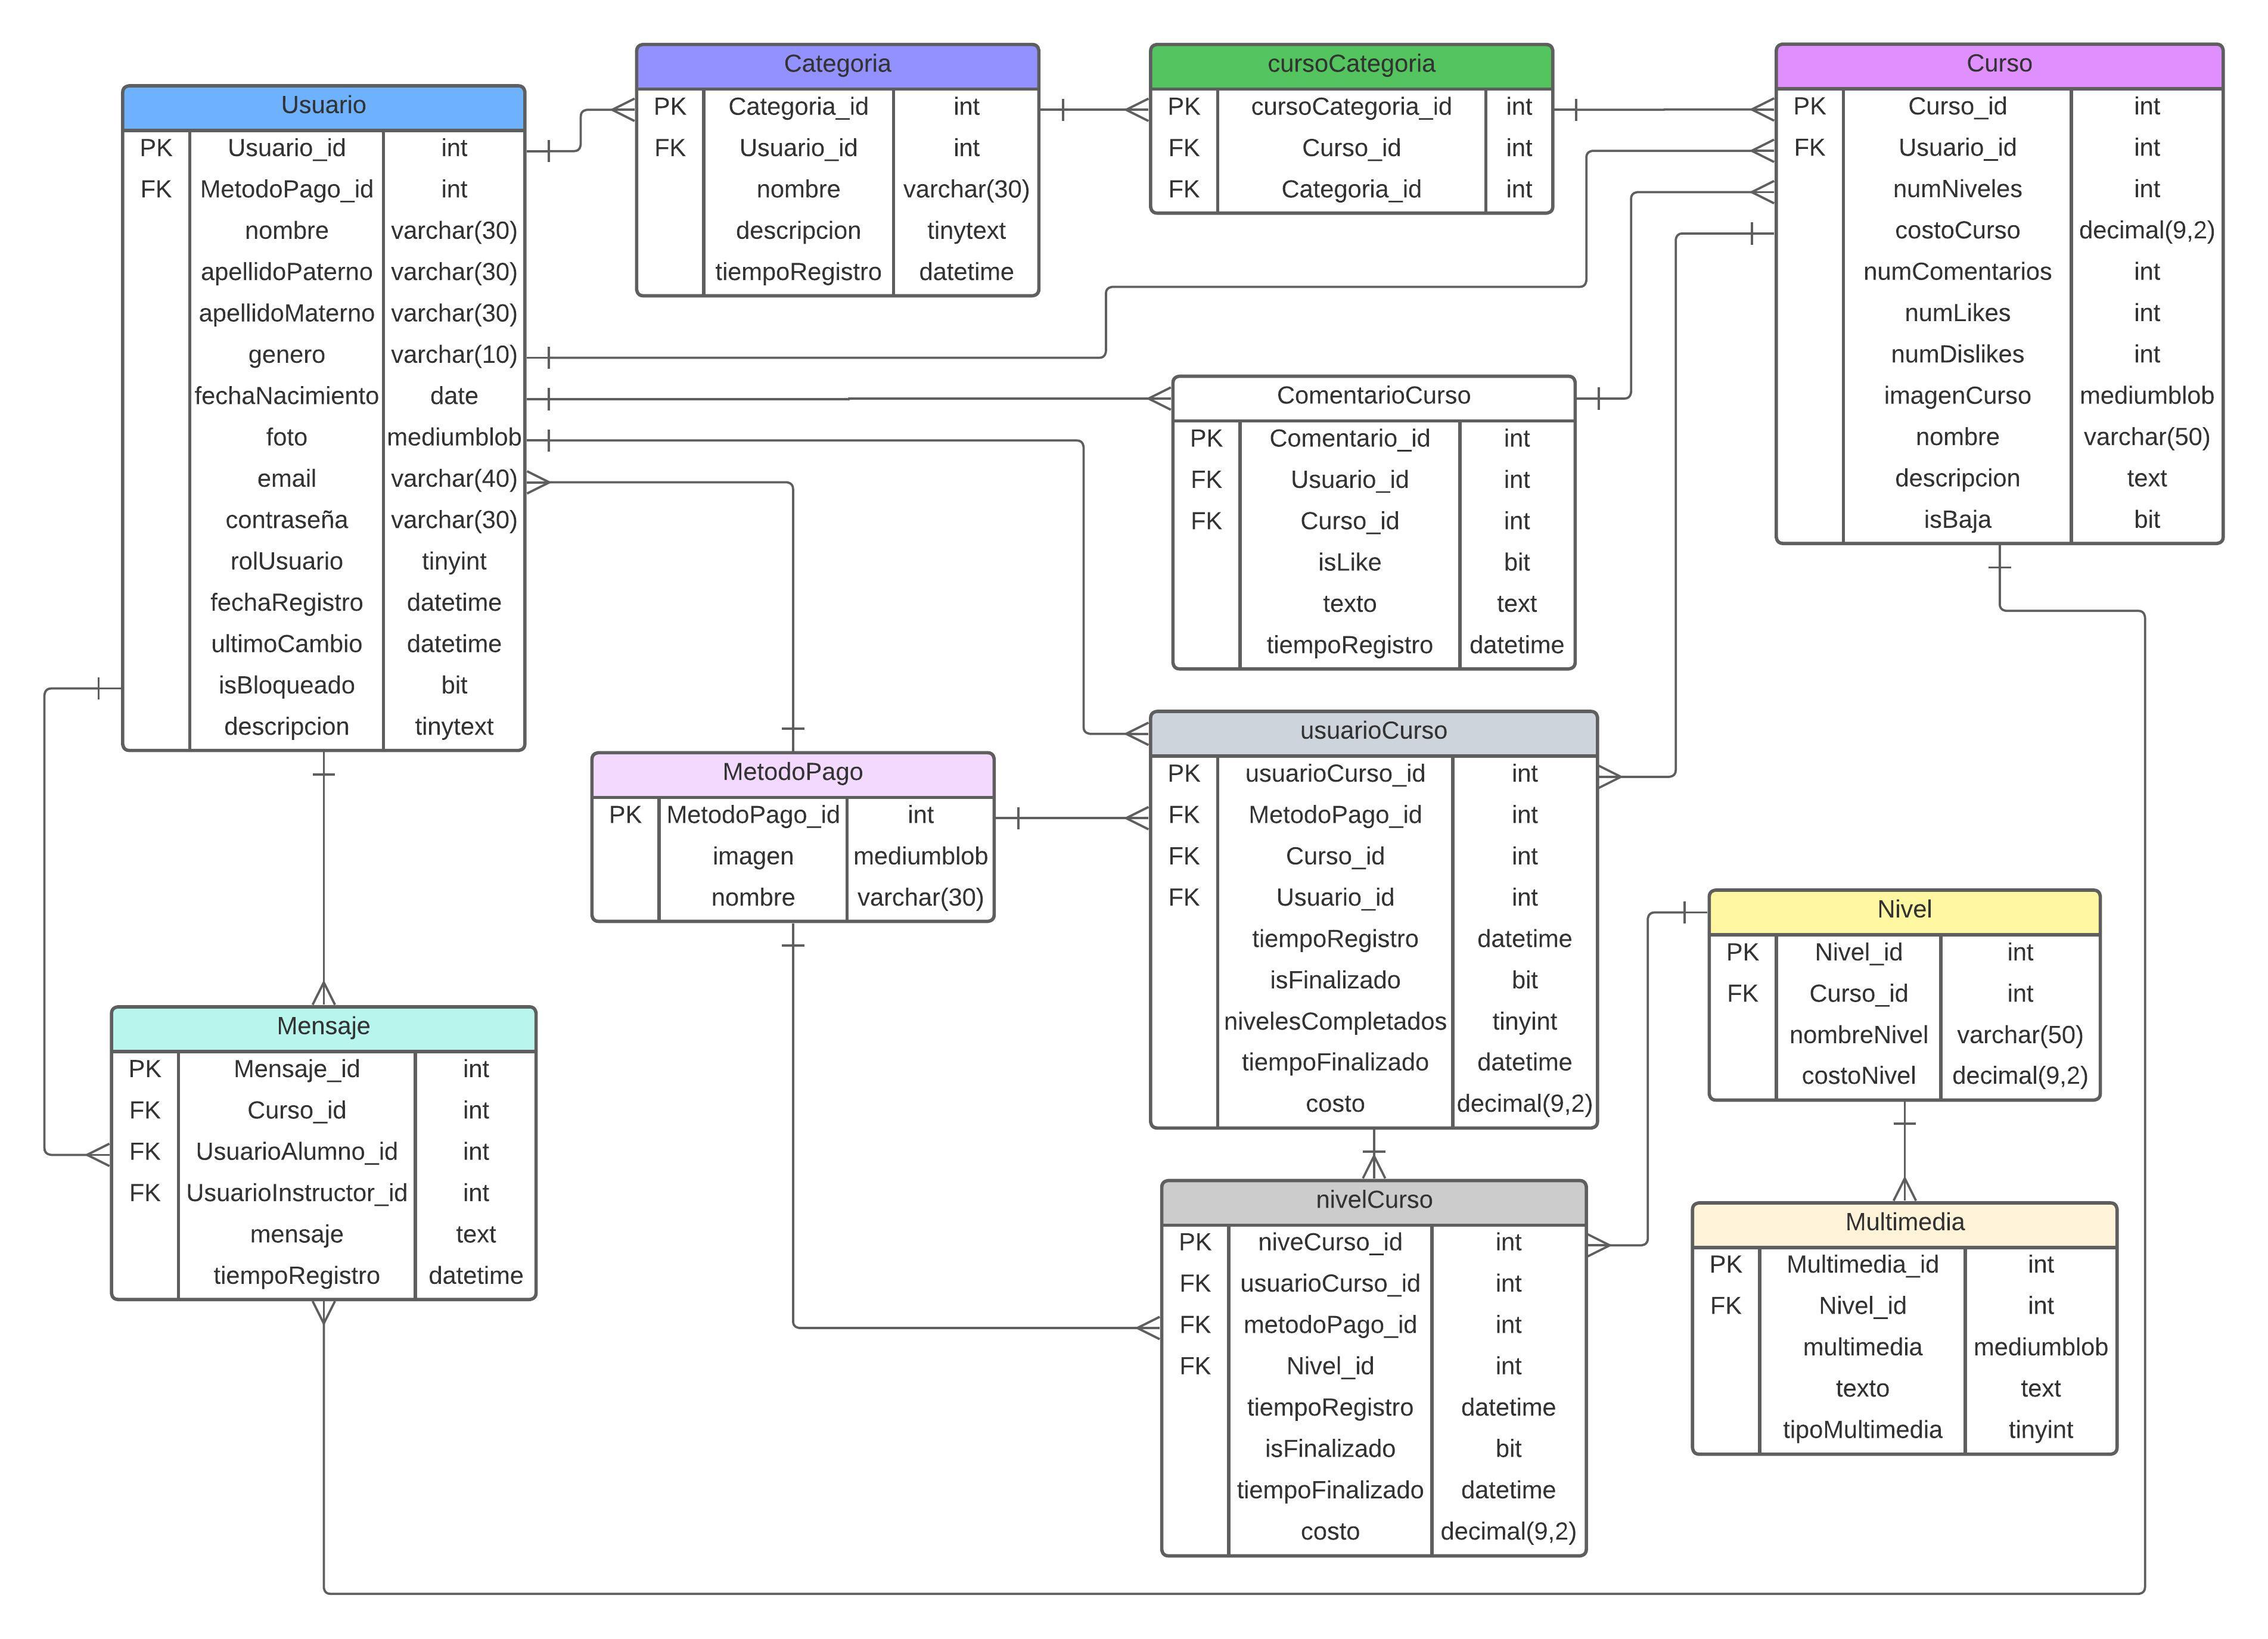 Usuario
PK Usuario_id int
FK MetodoPago_id int
nombre varchar(30)
apellidoPaterno varchar(30)
apellidoMaterno varchar(30)
genero varchar(10)
fechaNacimiento date
foto mediumblob
email varchar(40)
contraseña varchar(30)
rolUsuario tinyint
fechaRegistro datetime
ultimoCambio datetime
isBloqueado bit
descripcion tinytext
Categoria
PK Categoria_id int
FK Usuario_id int
nombre varchar(30)
descripcion tinytext
tiempoRegistro datetime
cursoCategoria
PK cursoCategoria_id int
FK Curso_id int
FK Categoria_id int
Curso
PK Curso_id int
FK Usuario_id int
numNiveles int
costoCurso decimal(9,2)
numComentarios int
numLikes int
numDislikes int
imagenCurso mediumblob
nombre varchar(50)
descripcion text
isBaja bit
ComentarioCurso
PK Comentario_id int
FK Usuario_id int
FK Curso_id int
isLike bit
texto text
tiempoRegistro datetime
MetodoPago
PK MetodoPago_id int
imagen mediumblob
nombre varchar(30)
usuarioCurso
PK usuarioCurso_id int
FK MetodoPago_id int
FK Curso_id int
FK Usuario_id int
tiempoRegistro datetime
isFinalizado bit
nivelesCompletados tinyint
tiempoFinalizado datetime
costo decimal(9,2)
Nivel
PK Nivel_id int
FK Curso_id int
nombreNivel varchar(50)
costoNivel decimal(9,2)
Mensaje
PK Mensaje_id int
FK Curso_id int
FK UsuarioAlumno_id int
FK UsuarioInstructor_id int
mensaje text
tiempoRegistro datetime
nivelCurso
PK niveCurso_id int
FK usuarioCurso_id int
FK metodoPago_id int
FK Nivel_id int
tiempoRegistro datetime
isFinalizado bit
tiempoFinalizado datetime
costo decimal(9,2)
Multimedia
PK Multimedia_id int
FK Nivel_id int
multimedia mediumblob
texto text
tipoMultimedia tinyint